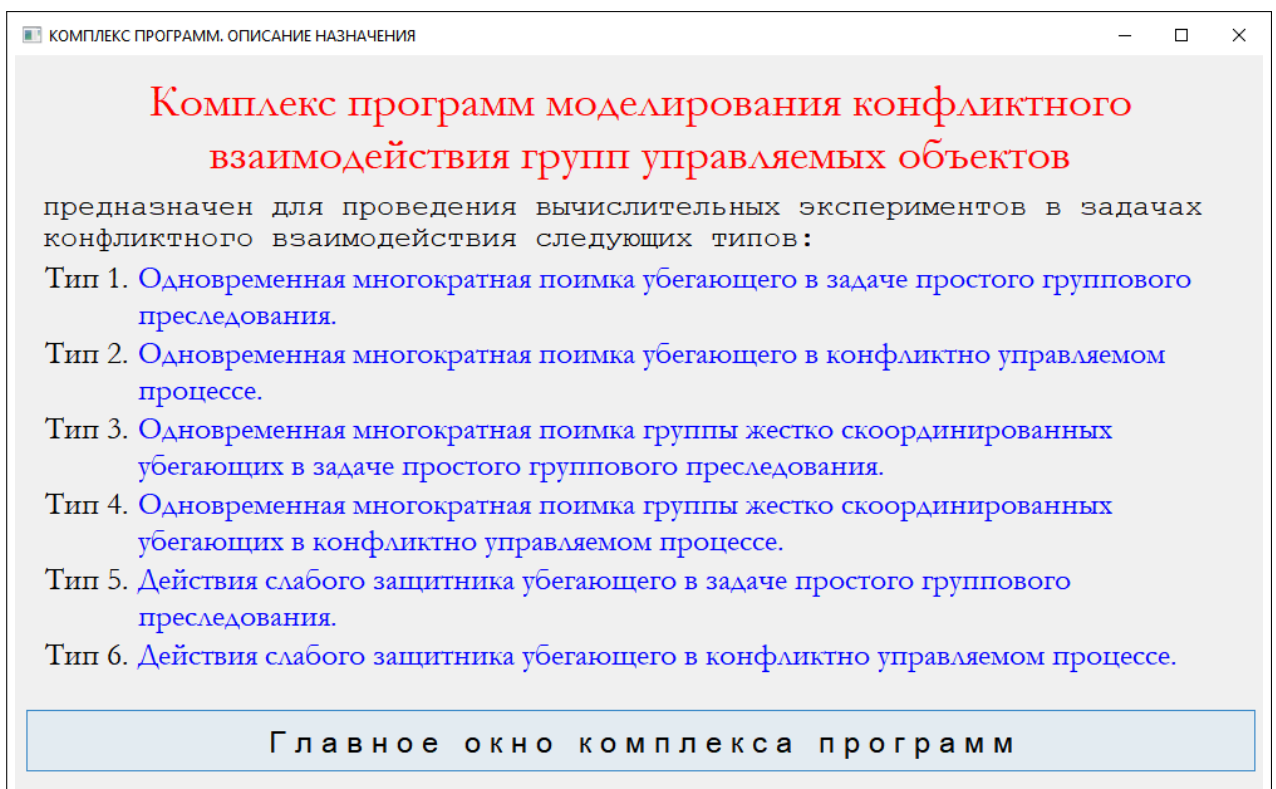 КОМПЛЕКС ПРОГРАММ. ОПИСАНИЕ НАЗНАЧЕНИЯ
Комплекс программ моделирования конфликтного
взаимодействия групп управляемых объектов
предназначен для проведения вычислительных экспериментов в задачах
конфликтного взаимодействия следующих типов:
Тип 1. Одновременная многократная поимка убегающего в задаче простого группового
преследования.
Тип 2. Одновременная многократная поимка убегающего в конфликтно управляемом
процессе.
Тип 3. Одновременная многократная поимка группы жестко скоординированных
убегающих в задаче простого группового преследования.
Тип 4. Одновременная многократная поимка группы жестко скоординированных
убегающих в конфликтно управляемом процессе.
Тип 5. Действия слабого защитника убегающего в задаче простого группового
преследования.
Тип 6. Действия слабого защитника убегающего в конфликтно управляемом процессе.
Главное окно комплекса программ